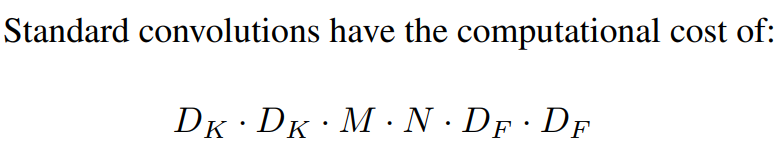 Standard convolutions have the computational cost of:
D_K · D_K · M · N · D_F · D_F